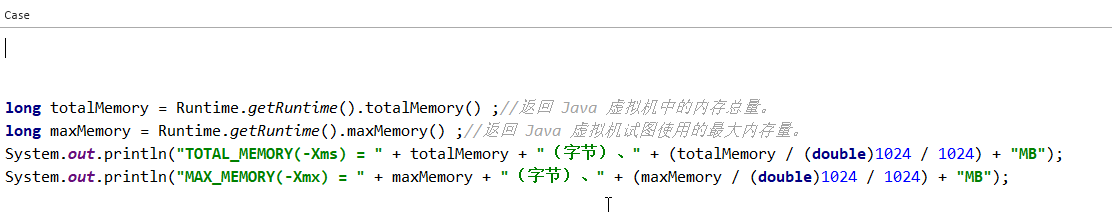 Case
long totalMemory = Runtime.getRuntime().totalMemory() ;//返回 Java 虚拟机中的内存总量。
long maxMemory = Runtime.getRuntime().maxMemory() ;//返回 Java 虚拟机试图使用的最大内存量。
System.out.println("TOTAL_MEMORY(-Xms) = " + totalMemory + "（字节）、" + (totalMemory / (double)1024 / 1024) + "MB");
System.out.println("MAX_MEMORY(-Xmx) = " + maxMemory + "（字节）、" + (maxMemory / (double)1024 / 1024) + "MB");